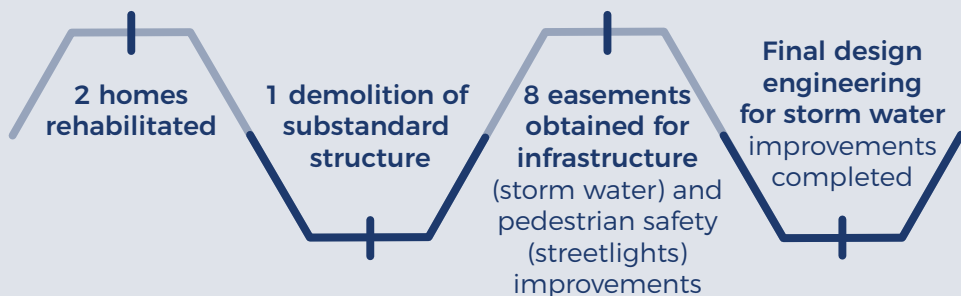 2 homes
rehabilitated
1 demolition of
substandard
structure
8 easements
obtained for
infrastructure
(storm water) and
pedestrian safety
(streetlights)
improvements
Final design
engineering
for storm water
improvements
completed